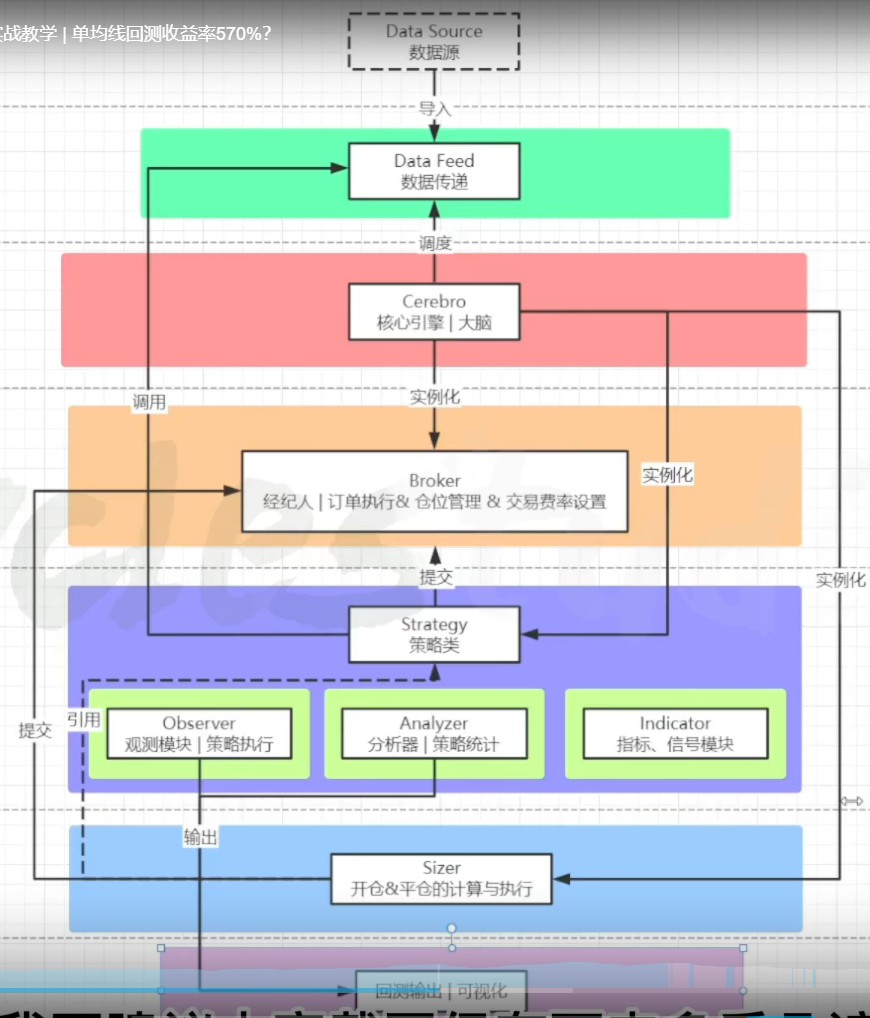 实战教学 | 单均线回测收益率570%?
Data Source
数据源
导入
Data Feed
数据传递
调度
Cerebro
核心引擎 | 大脑
实例化
调用
Broker
经纪人 | 订单执行& 仓位管理 & 交易费率设置
实例化
提交
实例化
Strategy
策略类
引用
提交
Observer
观测模块 | 策略执行
Analyzer
分析器 | 策略统计
Indicator
指标、信号模块
输出
Sizer
开仓&平仓的计算与执行
回测输出 | 可视化